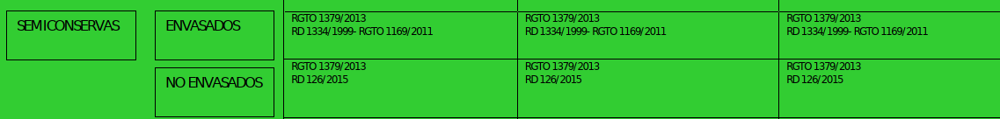 SEMICONSERVAS
ENVASADOS
RGTO 1379/2013
RD 1334/1999- RGTO 1169/2011
RGTO 1379/2013
RD 1334/1999- RGTO 1169/2011
RGTO 1379/2013
RD 1334/1999- RGTO 1169/2011
NO ENVASADOS
RGTO 1379/2013
RD 126/2015
RGTO 1379/2013
RD 126/2015
RGTO 1379/2013
RD 126/2015